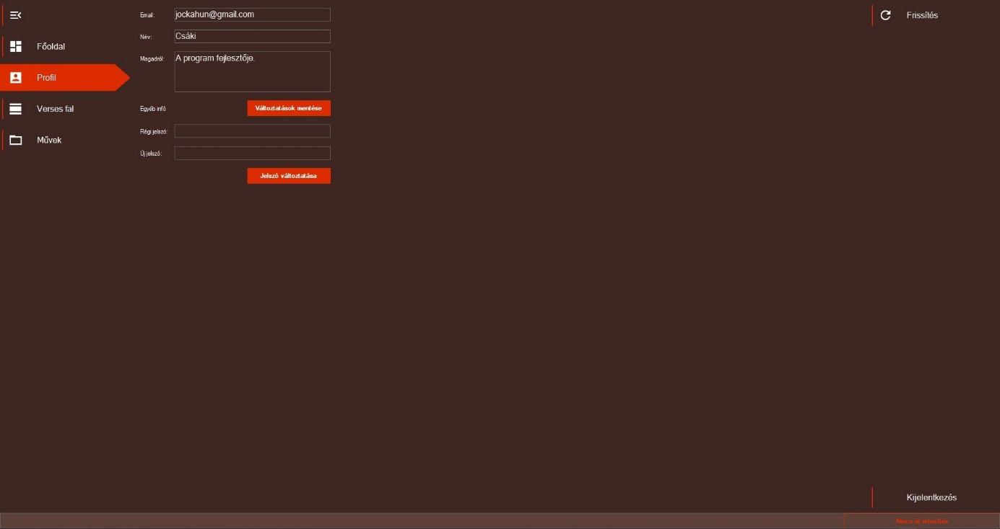 Email: jockahun@gmail.com
Frissítés
Név: Csáki
Főoldal
Magadról: A program fejlesztője.
Profil
Verses fal
Egyéb infó
Változtatások mentése
Régi jelszó:
Művek
Új jelszó:
Jelszó változtatása
Kijelentkezés
Nincs új értesítés